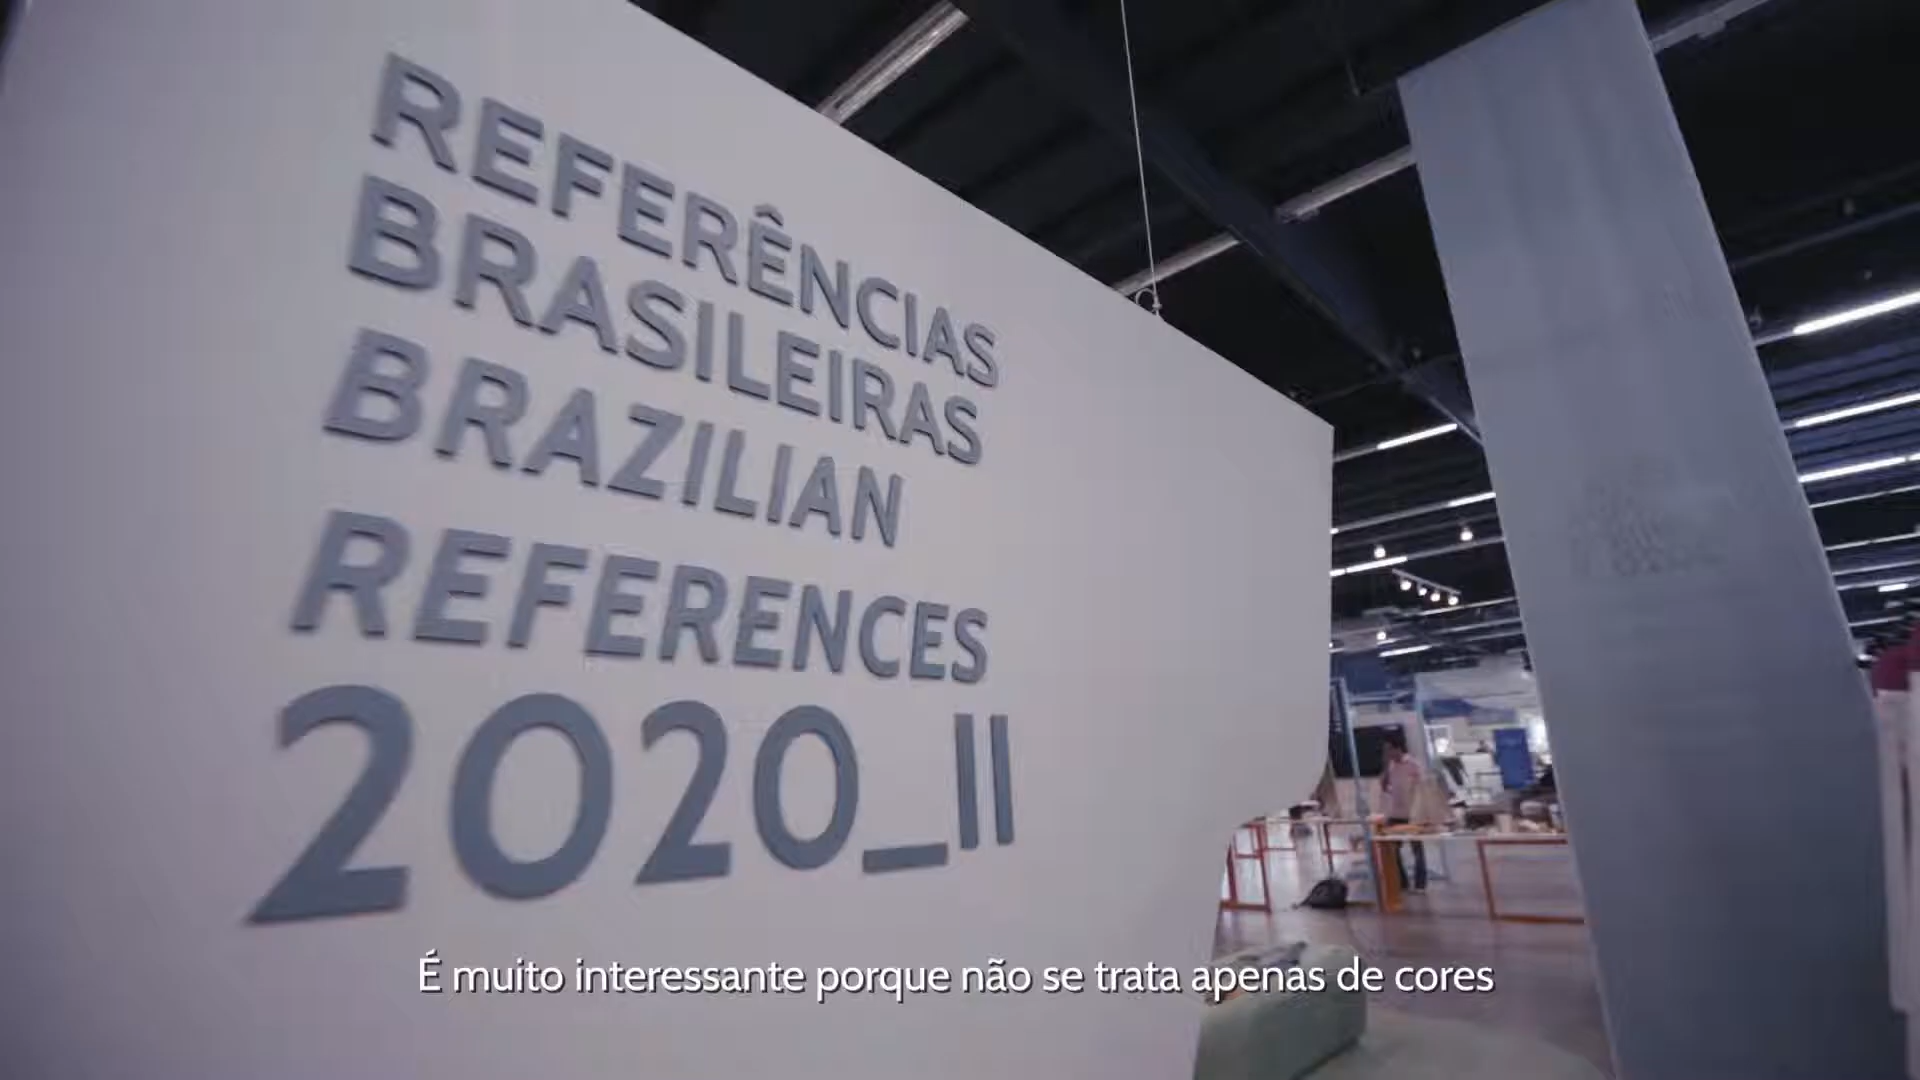 REFERÊNCIAS
BRASILEIRAS
BRAZILIAN
REFERENCES
2020_II
É muito interessante porque não se trata apenas de cores